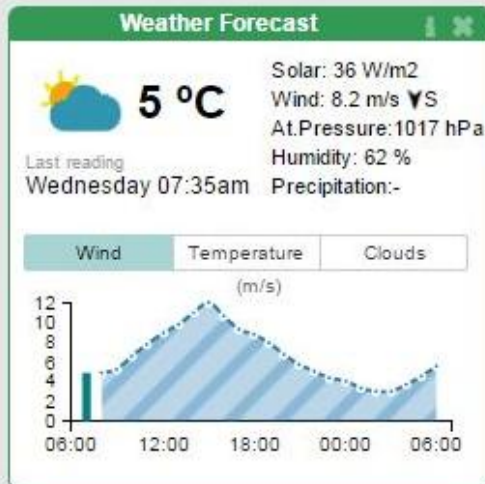 Weather Forecast
5 ºC
Last reading
Wednesday 07:35am
Solar: 36 W/m2
Wind: 8.2 m/s S
At.Pressure:1017 hPa
Humidity: 62 %
Precipitation:-
Wind Temperature Clouds
(m/s)
12
10
8
6
4
2
0
06:00 12:00 18:00 00:00 06:00